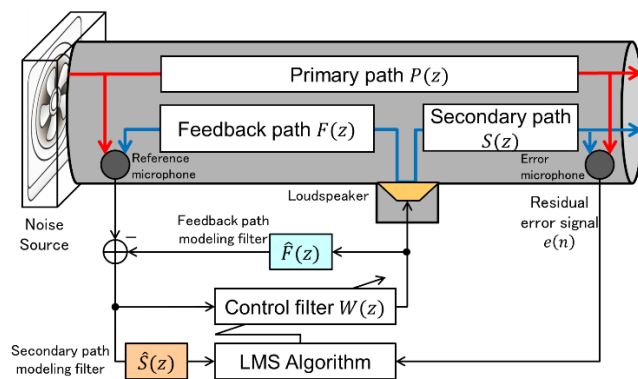 Primary path P(z)
Feedback path F(z)
Secondary path
S(z)
Reference
microphone
Error
microphone
Loudspeaker
Noise
Source
Residual
error signal
e(n)
Feedback path
modeling filter
−
F̂(z)
Control filter W(z)
Secondary path
modeling filter
Ŝ(z)
LMS Algorithm